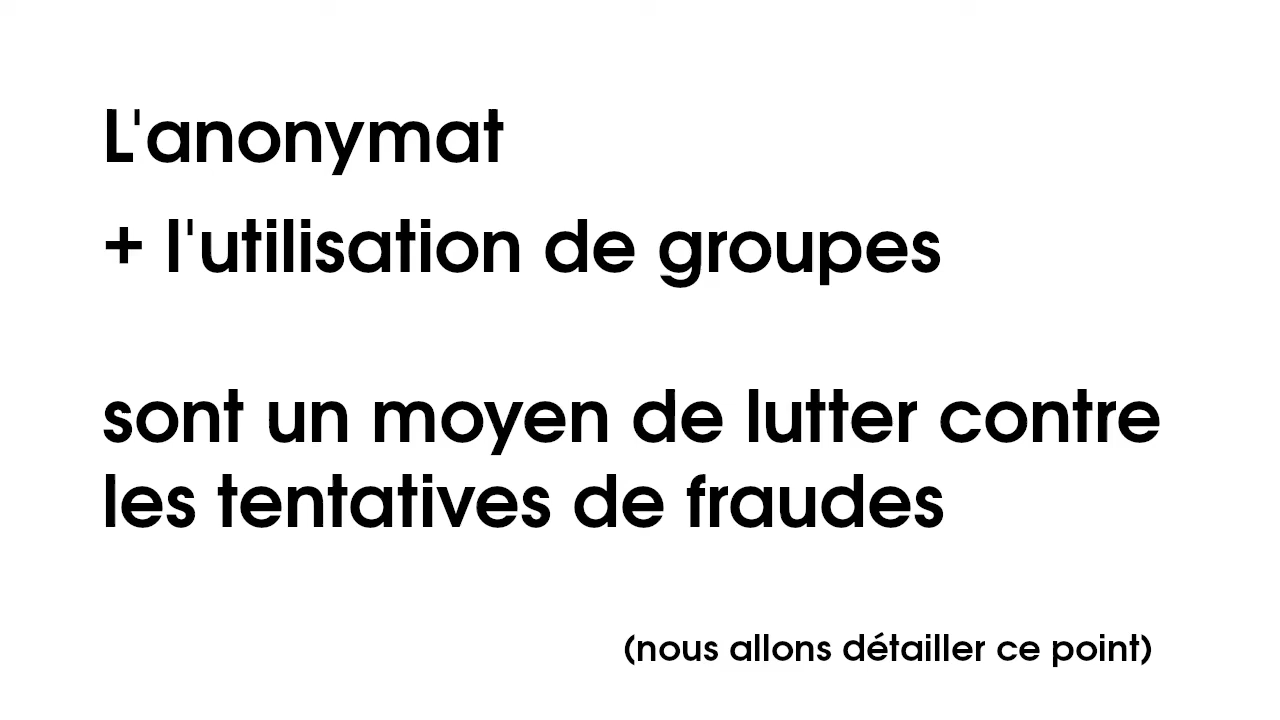 L'anonymat
+ l'utilisation de groupes
sont un moyen de lutter contre
les tentatives de fraudes
(nous allons détailler ce point)